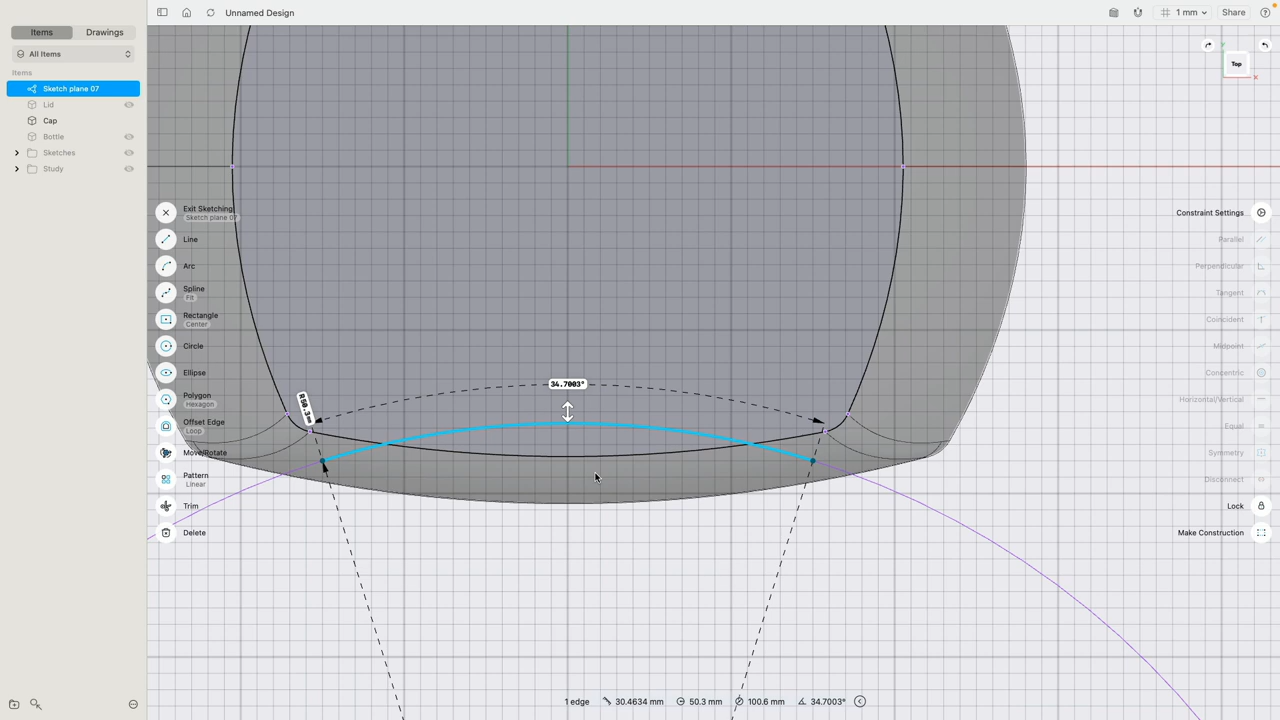 Unnamed Design
1 mm
Share
Items
Drawings
All Items
Items
Sketch plane 07
Lid
Cap
Bottle
Sketches
Study
Y
Top
X
Exit Sketching
Sketch plane 07
Line
Arc
Spline
Fit
Rectangle
Center
Circle
Ellipse
Polygon
Hexagon
Offset Edge
Loop
Move/Rotate
Pattern
Linear
Trim
Delete
34.7003°
R50.3mm
Constraint Settings
Parallel
Perpendicular
Tangent
Coincident
Midpoint
Concentric
Horizontal/Vertical
Equal
Symmetry
Disconnect
Lock
Make Construction
1 edge
30.4634 mm
50.3 mm
100.6 mm
34.7003°